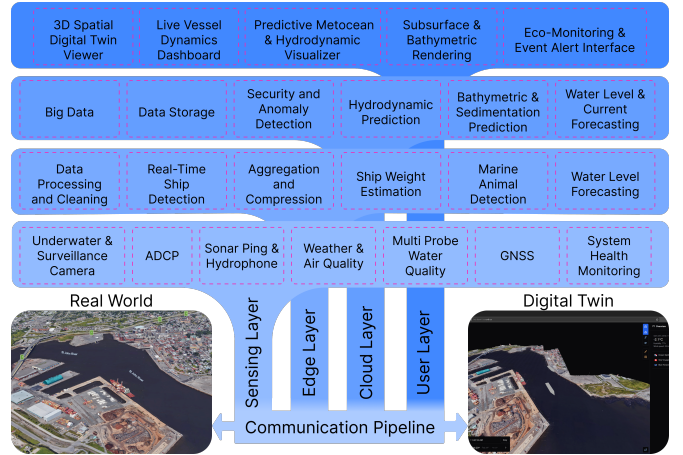 3D Spatial
Digital Twin
Viewer
Live Vessel
Dynamics
Dashboard
Predictive Metocean
& Hydrodynamic
Visualizer
Subsurface &
Bathymetric
Rendering
Eco-Monitoring &
Event Alert Interface
Big Data
Data Storage
Security and
Anomaly
Detection
Hydrodynamic
Prediction
Bathymetric &
Sedimentation
Prediction
Water Level &
Current
Forecasting
Data
Processing
and Cleaning
Real-Time
Ship
Detection
Aggregation
and
Compression
Ship Weight
Estimation
Marine
Animal
Detection
Water Level
Forecasting
Underwater &
Surveillance
Camera
ADCP
Sonar Ping &
Hydrophone
Weather &
Air Quality
Multi Probe
Water
Quality
GNSS
System
Health
Monitoring
Real World
Digital Twin
Sensing Layer
Edge Layer
Cloud Layer
User Layer
Communication Pipeline